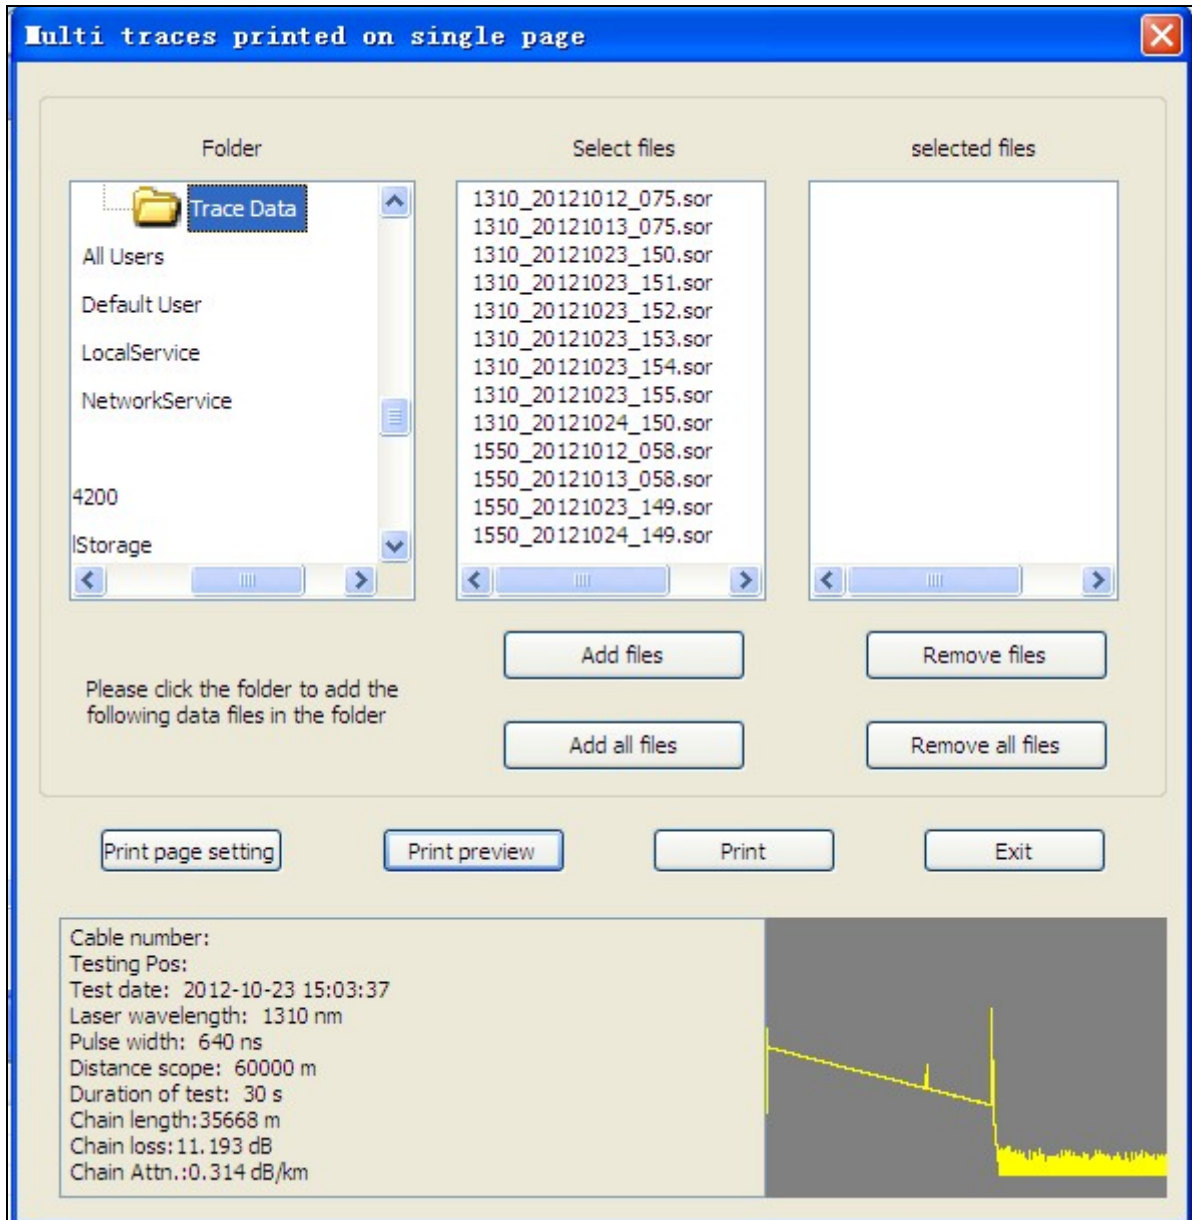 Multi traces printed on single page
Folder
Select files
selected files
Trace Data
All Users
Default User
LocalService
NetworkService
4200
lStorage
1310_20121012_075.sor
1310_20121013_075.sor
1310_20121023_150.sor
1310_20121023_151.sor
1310_20121023_152.sor
1310_20121023_153.sor
1310_20121023_154.sor
1310_20121023_155.sor
1310_20121024_150.sor
1550_20121012_058.sor
1550_20121013_058.sor
1550_20121023_149.sor
1550_20121024_149.sor
Please click the folder to add the
following data files in the folder
Add files
Remove files
Add all files
Remove all files
Print page setting
Print preview
Print
Exit
Cable number:
Testing Pos:
Test date:  2012-10-23 15:03:37
Laser wavelength:  1310 nm
Pulse width:  640 ns
Distance scope:  60000 m
Duration of test:  30 s
Chain length:35668 m
Chain loss:11.193 dB
Chain Attn.:0.314 dB/km